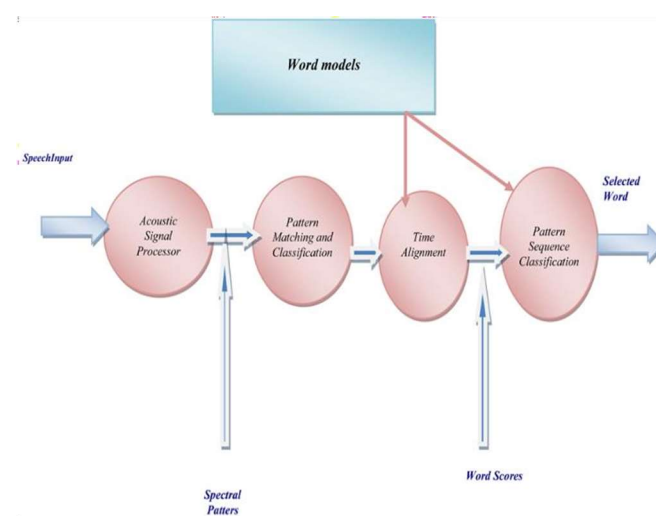 Word models
SpeechInput
Selected
Word
Acoustic
Signal
Processor
Pattern
Matching and
Classification
Time
Alignment
Pattern
Sequence
Classification
Word Scores
Spectral
Patters